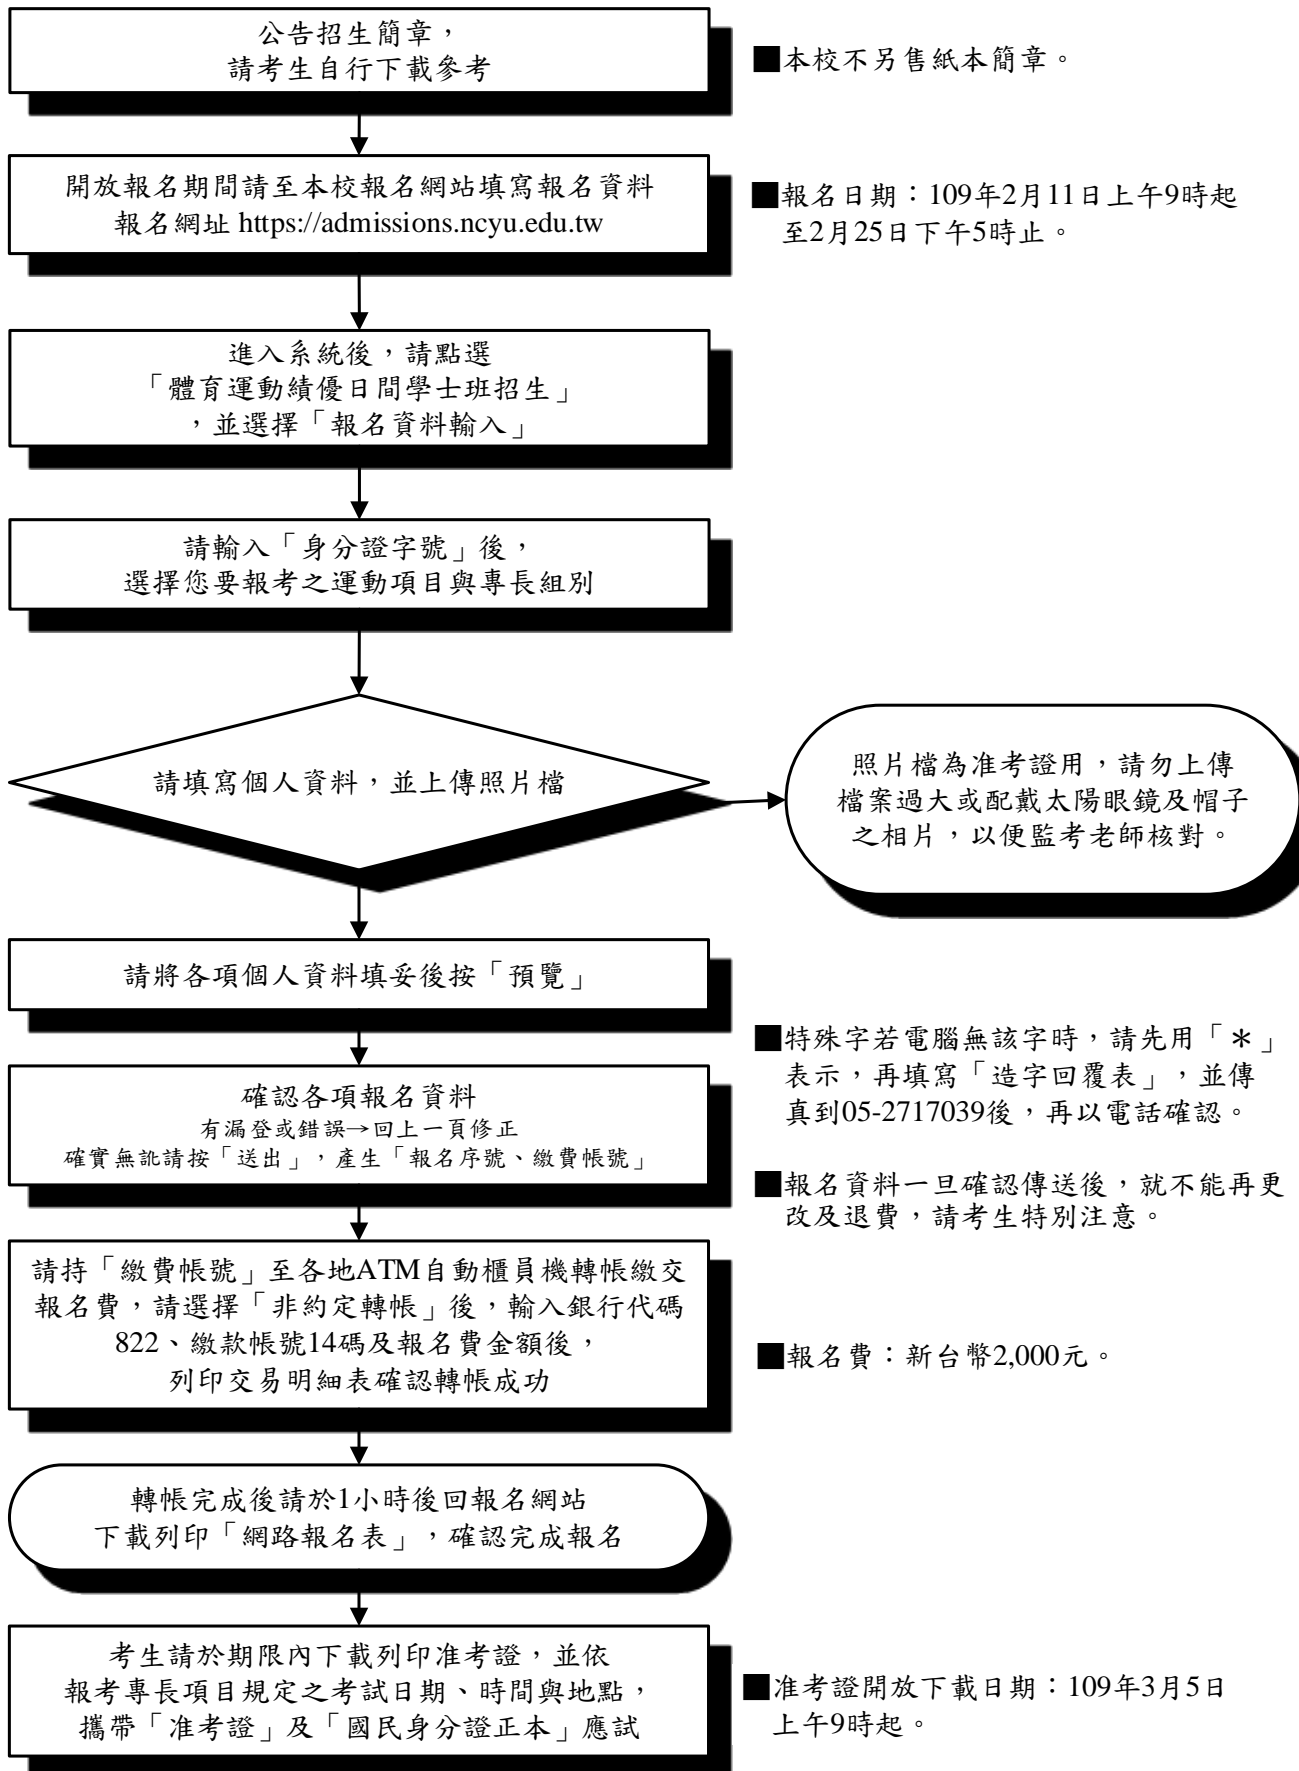 公告招生簡章，
請考生自行下載參考
■本校不另售紙本簡章。
開放報名期間請至本校報名網站填寫報名資料
報名網址 https://admissions.ncyu.edu.tw
■報名日期：109年2月11日上午9時起
至2月25日下午5時止。
進入系統後，請點選
「體育運動績優日間學士班招生」
，並選擇「報名資料輸入」
請輸入「身分證字號」後，
選擇您要報考之運動項目與專長組別
請填寫個人資料，並上傳照片檔
照片檔為准考證用，請勿上傳
檔案過大或配戴太陽眼鏡及帽子
之相片，以便監考老師核對。
請將各項個人資料填妥後按「預覽」
■特殊字若電腦無該字時，請先用「＊」
表示，再填寫「造字回覆表」，並傳
真到05-2717039後，再以電話確認。
確認各項報名資料
有漏登或錯誤→回上一頁修正
確實無訛請按「送出」，產生「報名序號、繳費帳號」
■報名資料一旦確認傳送後，就不能再更
改及退費，請考生特別注意。
請持「繳費帳號」至各地ATM自動櫃員機轉帳繳交
報名費，請選擇「非約定轉帳」後，輸入銀行代碼
822、繳款帳號14碼及報名費金額後，
列印交易明細表確認轉帳成功
■報名費：新台幣2,000元。
轉帳完成後請於1小時後回報名網站
下載列印「網路報名表」，確認完成報名
考生請於期限內下載列印准考證，並依
報考專長項目規定之考試日期、時間與地點，
攜帶「准考證」及「國民身分證正本」應試
■准考證開放下載日期：109年3月5日
上午9時起。